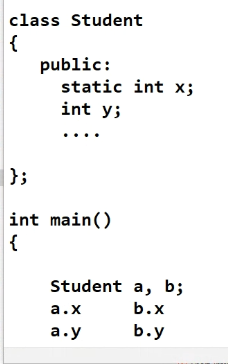 class Student
{
public:
static int x;
int y;
....
};
int main()
{
Student a, b;
a.x b.x
a.y b.y